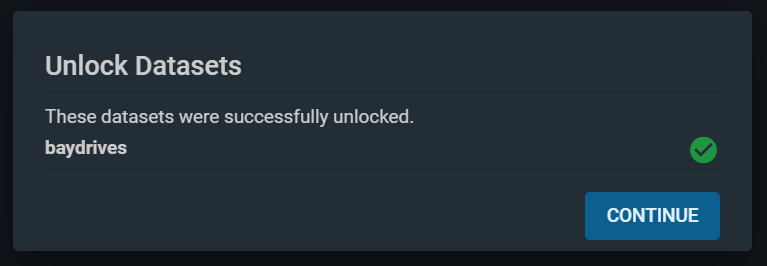 Unlock Datasets
These datasets were successfully unlocked.
baydrives
CONTINUE